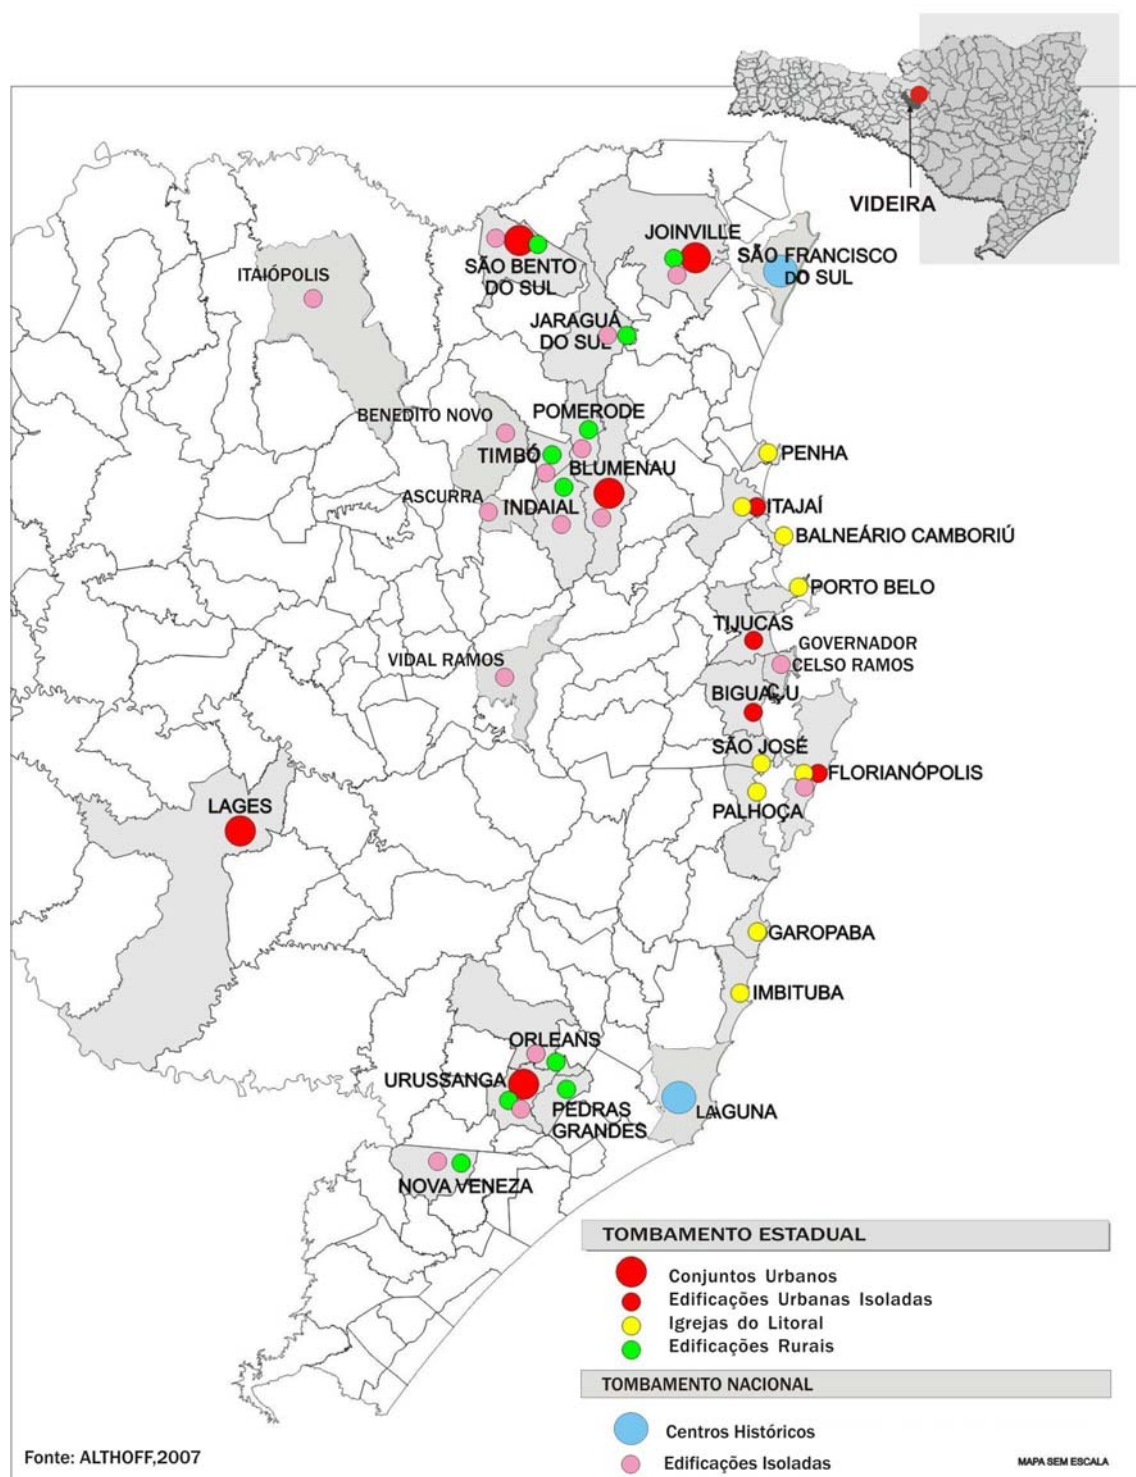 VIDEIRA
JOINVILLE
SÃO FRANCISCO
DO SUL
SÃO BENTO
DO SUL
ITAIÓPOLIS
JARAGUÁ
DO SUL
BENEDITO NOVO
POMERODE
TIMBÓ
BLUMENAU
PENHA
ASCURRA
INDAIAL
ITAJAÍ
BALNEÁRIO CAMBORIÚ
PORTO BELO
TIJUCAS
GOVERNADOR
CELSO RAMOS
VIDAL RAMOS
BIGUAÇU
SÃO JOSÉ
FLORIANÓPOLIS
LAGES
PALHOÇA
GAROPABA
IMBITUBA
ORLEANS
URUSSANGA
PEDRAS
GRANDES
LAGUNA
NOVA VENEZA
TOMBAMENTO ESTADUAL
Conjuntos Urbanos
Edificações Urbanas Isoladas
Igrejas do Litoral
Edificações Rurais
TOMBAMENTO NACIONAL
Centros Históricos
Edificações Isoladas
Fonte: ALTHOFF,2007
MAPA SEM ESCALA